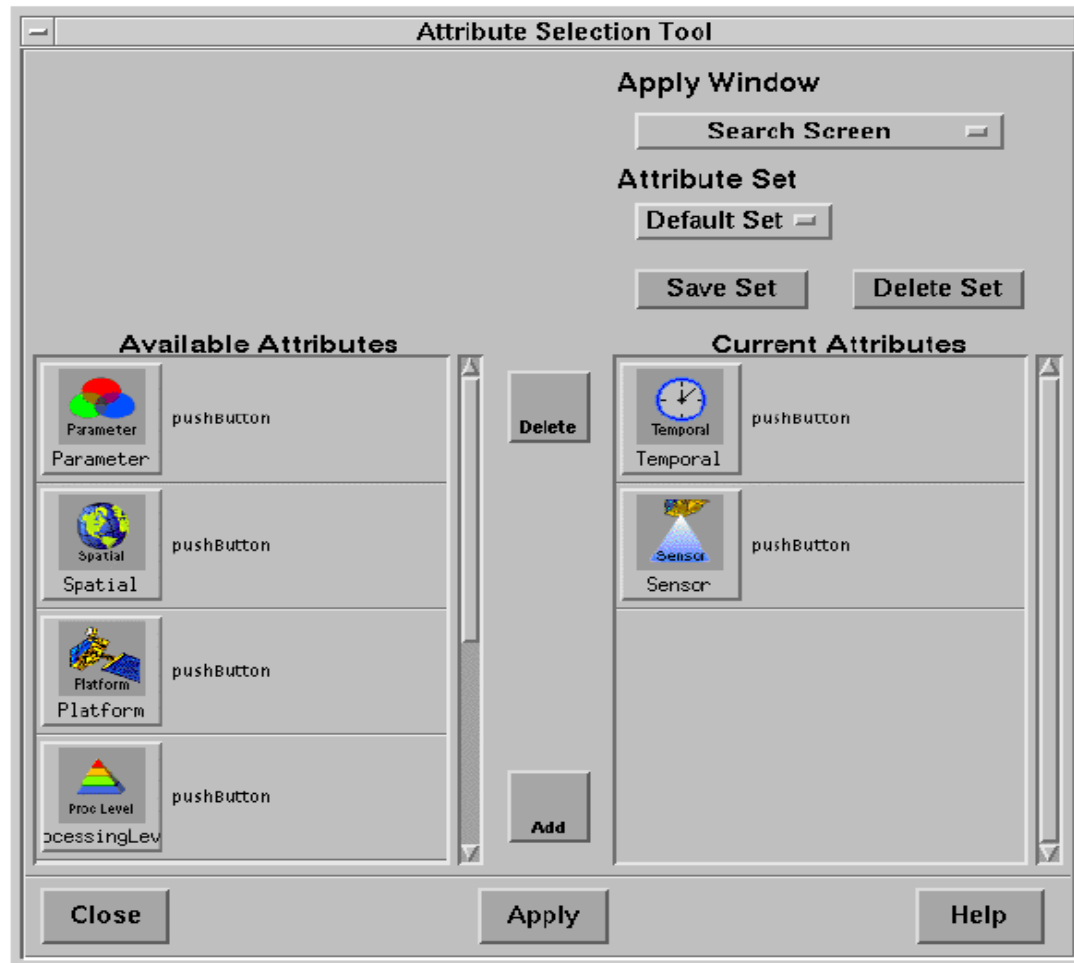 Attribute Selection Tool
Apply Window
Search Screen
Attribute Set
Default Set
Save Set
Delete Set
Available Attributes
Parameter
Parameter
pushButton
Spatial
Spatial
pushButton
Platform
Platform
pushButton
Proc Level
ocessingLev
pushButton
Delete
Add
Current Attributes
Temporal
Temporal
pushButton
Sensor
Sensor
pushButton
Close
Apply
Help